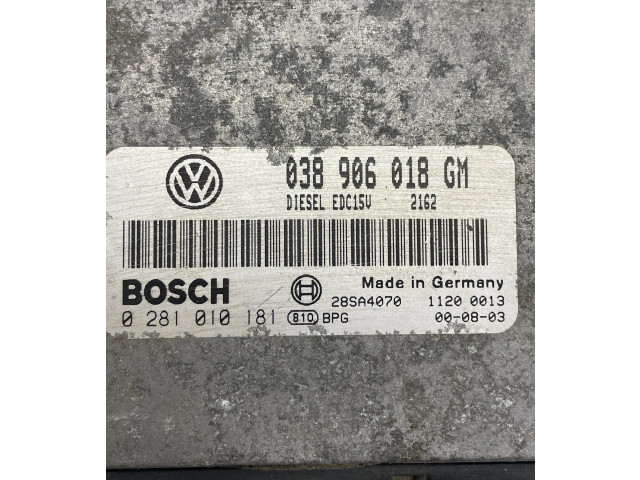 VW 038 906 018 GM
DIESEL EDC15V 2162
Made in Germany
BOSCH 28SA4070 1120 0013
0 281 010 181 810 BPG 00-08-03